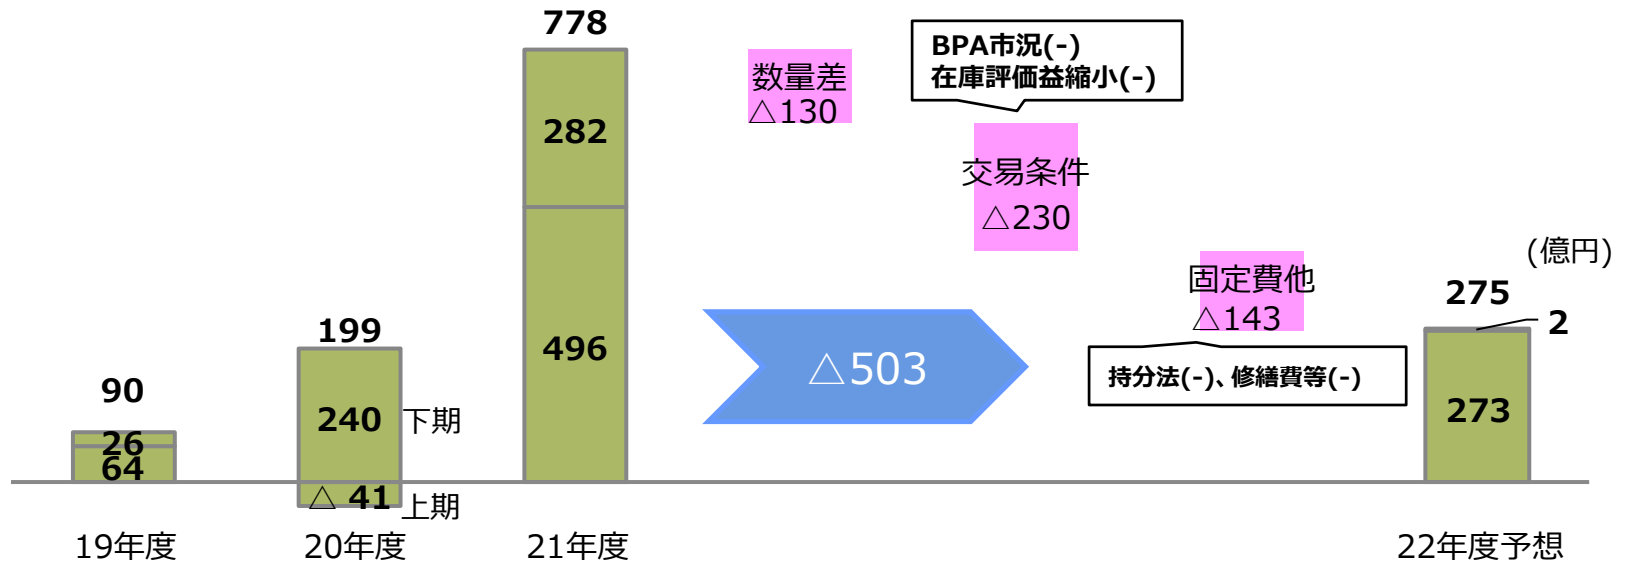 778
282
496
199
240
下期
△ 41
上期
90
26
64
数量差
△130
BPA市況(-)
在庫評価益縮小(-)
交易条件
△230
固定費他
△143
持分法(-)、修繕費等(-)
△503
(億円)
275
2
273
19年度
20年度
21年度
22年度予想